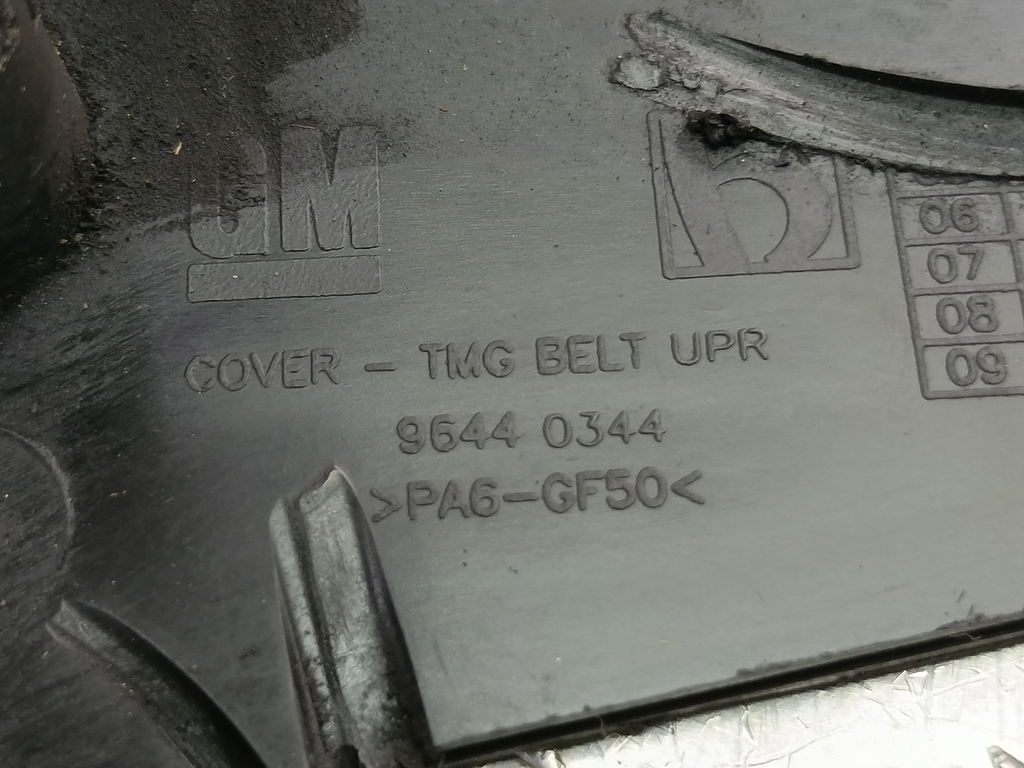 GM
COVER - TMG BELT UPR
9644 0344
>PA6-GF50<
06
07
08
09